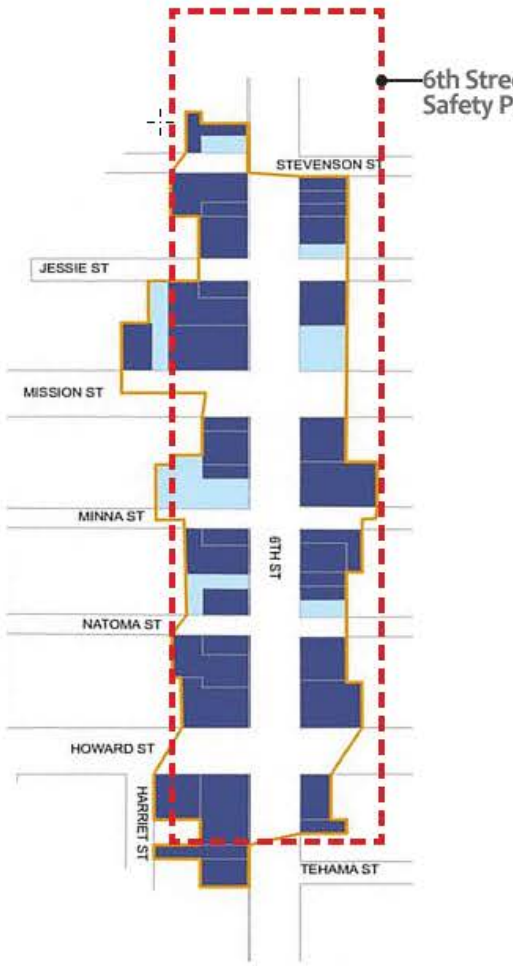 6th Stree
Safety P
STEVENSON ST
JESSIE ST
MISSION ST
MINNA ST
6TH ST
NATOMA ST
HOWARD ST
HARRIET ST
TEHAMA ST